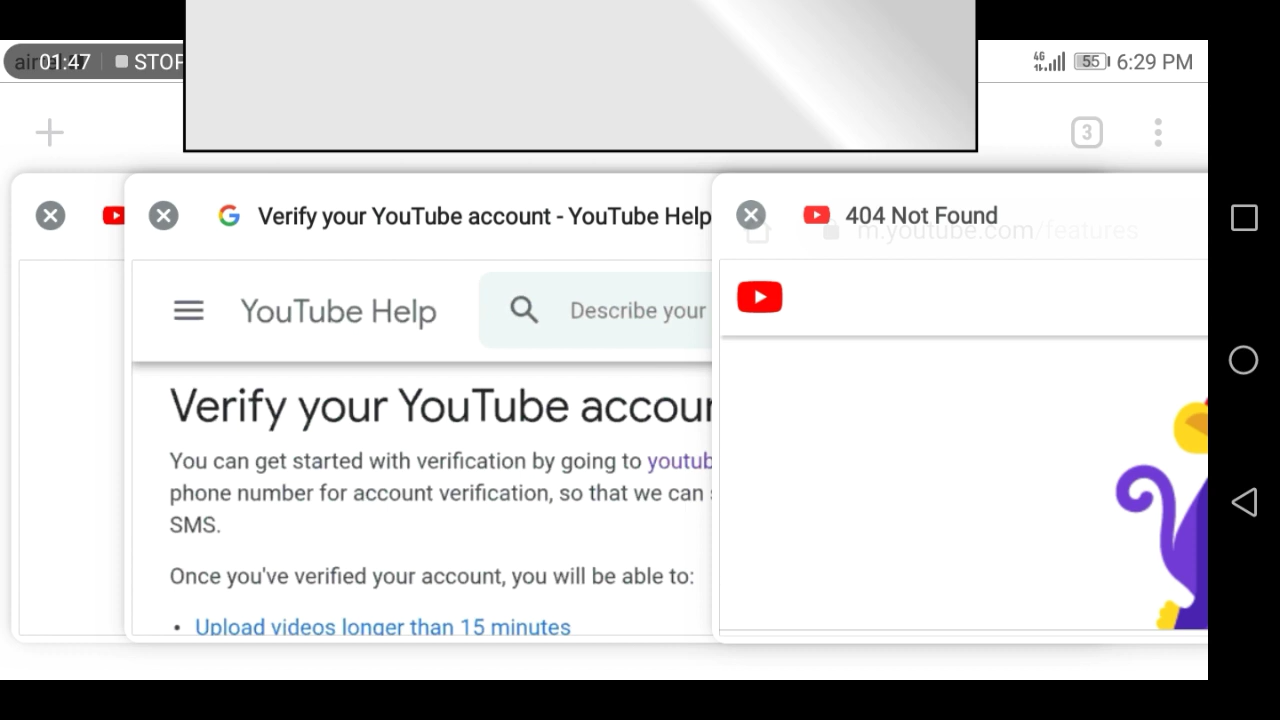 01:47 STOP
4G 55 6:29 PM
3
Verify your YouTube account - YouTube Help
404 Not Found
m.youtube.com/features
YouTube Help
Describe your
Verify your YouTube accour
You can get started with verification by going to youtub
phone number for account verification, so that we can
SMS.
Once you've verified your account, you will be able to:
• Upload videos longer than 15 minutes